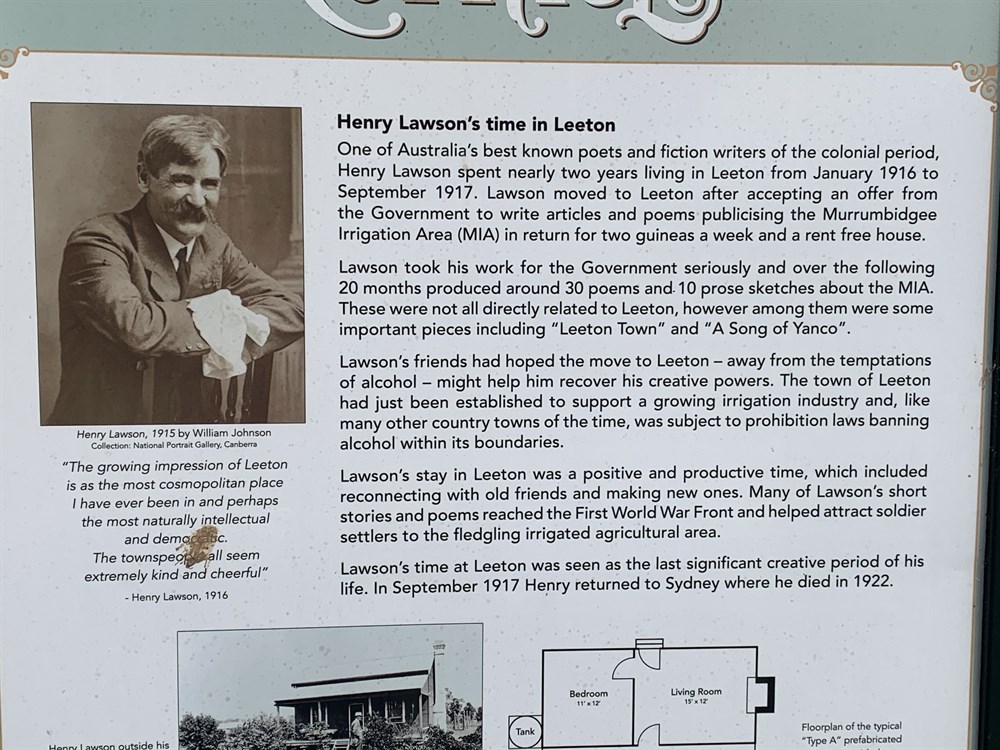 Henry Lawson's time in Leeton
One of Australia's best known poets and fiction writers of the colonial period,
Henry Lawson spent nearly two years living in Leeton from January 1916 to
September 1917. Lawson moved to Leeton after accepting an offer from
the Government to write articles and poems publicising the Murrumbidgee
Irrigation Area (MIA) in return for two guineas a week and a rent free house.
Lawson took his work for the Government seriously and over the following
20 months produced around 30 poems and 10 prose sketches about the MIA.
These were not all directly related to Leeton, however among them were some
important pieces including “Leeton Town” and “A Song of Yanco”.
Lawson's friends had hoped the move to Leeton – away from the temptations
of alcohol – might help him recover his creative powers. The town of Leeton
had just been established to support a growing irrigation industry and, like
many other country towns of the time, was subject to prohibition laws banning
alcohol within its boundaries.
Lawson's stay in Leeton was a positive and productive time, which included
reconnecting with old friends and making new ones. Many of Lawson's short
stories and poems reached the First World War Front and helped attract soldier
settlers to the fledgling irrigated agricultural area.
Lawson's time at Leeton was seen as the last significant creative period of his
life. In September 1917 Henry returned to Sydney where he died in 1922.
Henry Lawson, 1915 by William Johnson
Collection: National Portrait Gallery, Canberra
“The growing impression of Leeton
is as the most cosmopolitan place
I have ever been in and perhaps
the most naturally intellectual
and democratic.
The townspeople all seem
extremely kind and cheerful”
- Henry Lawson, 1916
Henry Lawson outside his
Bedroom
11' x 12'
Living Room
15' x 12'
Tank
Floorplan of the typical
“Type A” prefabricated